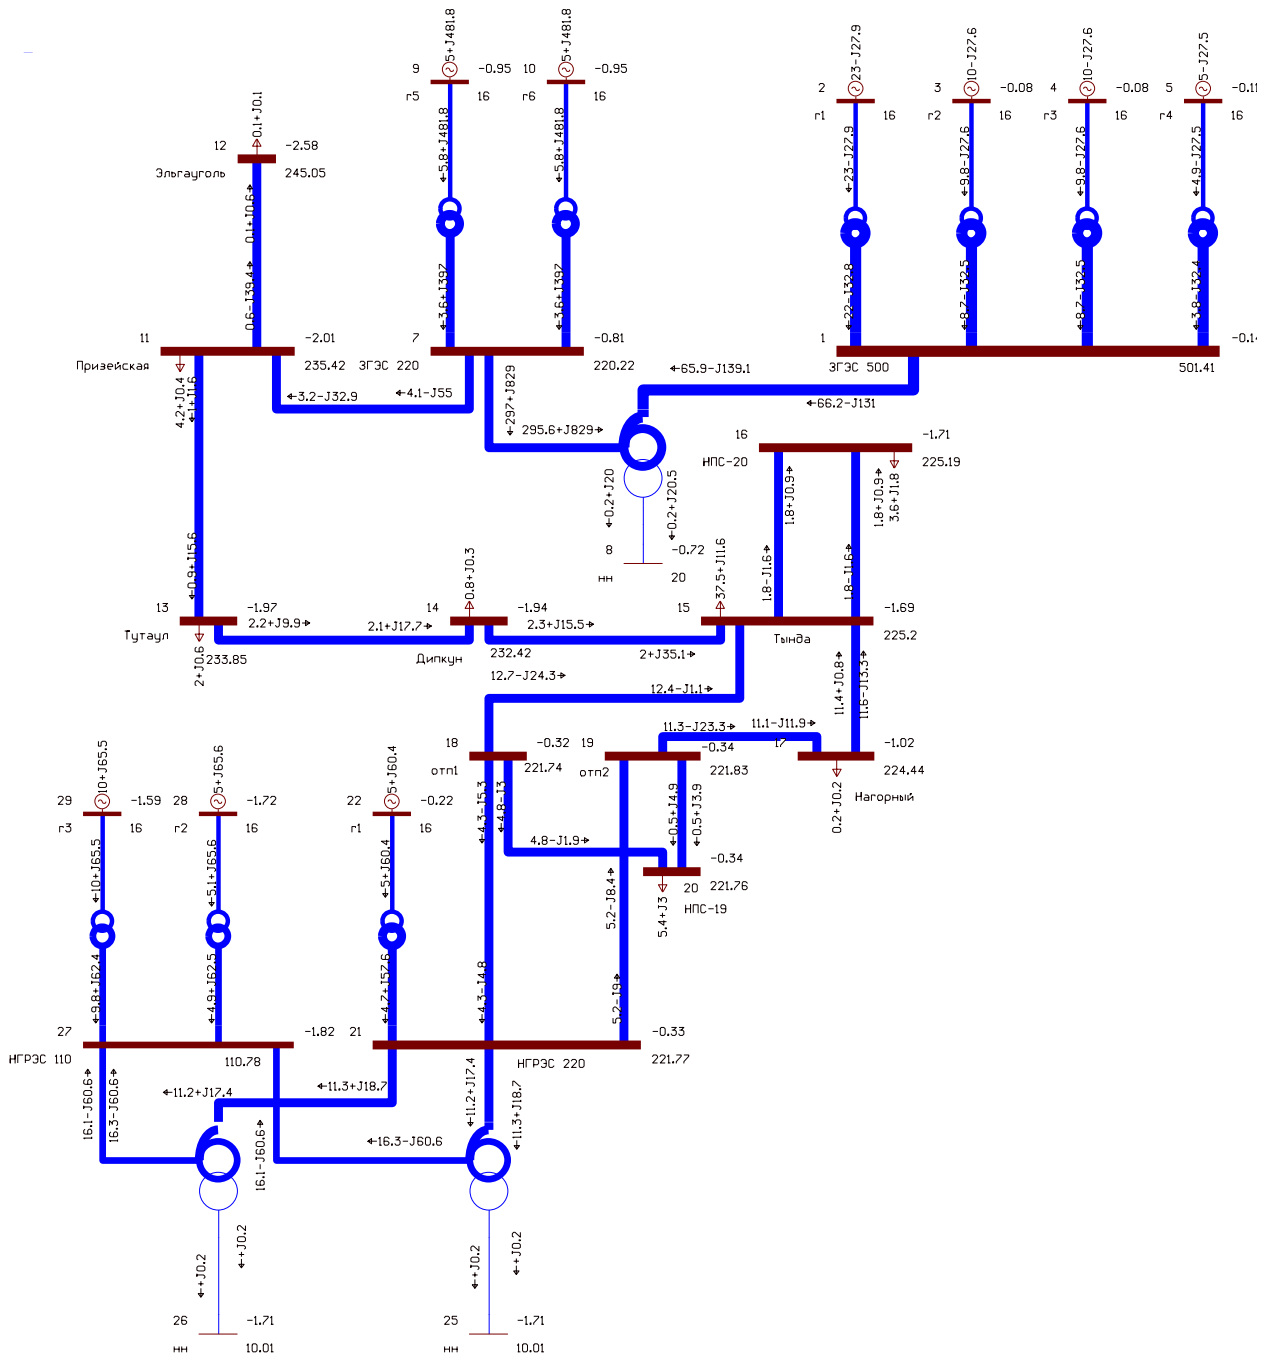 5+J481.8
5+J481.8
23-J27.9
10-J27.6
10-J27.6
5-J27.5
9
-0.95
г5
16
10
-0.95
г6
16
2
г1
16
3
-0.08
г2
16
4
-0.08
г3
16
5
-0.11
г4
16
0.1+J0.1
12
-2.58
Эльгауголь
245.05
←5.8+J481.8
←5.8+J481.8
←23-J27.9
←9.8-J27.6
←9.8-J27.6
←4.9-J27.5
0.1+J0.6→
0.6-J39.4→
←3.6+J397
←3.6+J397
←22-J32.8
←8.7-J32.5
←8.7-J32.5
←3.8-J32.4
11
-2.01
Призейская
235.42
7
-0.81
ЗГЭС 220
220.22
1
-0.14
ЗГЭС 500
501.41
4.2+J0.4
←1+J1.6
←3.2-J32.9
←4.1-J55
←297+J829
295.6+J829→
←65.9-J139.1
←66.2-J131
16
-1.71
НПС-20
225.19
3.6+J1.8
1.8+J0.9→
1.8+J0.9→
←0.2+J20
←0.2+J20.5
8
-0.72
нн
20
←0.9+J15.6
1.8-J1.6→
1.8-J1.6→
13
-1.97
Тутаул
233.85
2+J0.6
2.2+J9.9→
2.1+J17.7→
14
-1.94
Дипкун
232.42
0.8+J0.3
2.3+J15.5→
2+J35.1→
15
-1.69
Тында
225.2
37.5+J11.6
12.7-J24.3→
12.4-J1.1→
11.4+J0.8→
11.6-J13.3→
11.3-J23.3→
11.1-J11.9→
18
-0.32
отп1
221.74
19
-0.34
отп2
221.83
17
-1.02
Нагорный
224.44
0.2+J0.2
←4.3-J5.3
←4.8-J3
4.8-J1.9→
←0.5+J4.9
←0.5+J3.9
-0.34
20
221.76
НПС-19
5.4+J3
5.2-J8.4→
5.2-J9→
←4.3-J4.8
10+J65.5
29
-1.59
г3
16
5+J65.6
28
-1.72
г2
16
5+J60.4
22
-0.22
г1
16
←10+J65.5
←5.1+J65.6
←5+J60.4
←9.8+J62.4
←4.9+J62.5
←4.7+J57.6
27
-1.82
НГРЭС 110
110.78
21
-0.33
НГРЭС 220
221.77
16.1-J60.6→
16.3-J60.6→
←11.2+J17.4
←11.3+J18.7
16.1-J60.6→
←16.3-J60.6
←11.2+J17.4
←11.3+J18.7
←+J0.2
←+J0.2
←+J0.2
←+J0.2
26
-1.71
нн
10.01
25
-1.71
нн
10.01